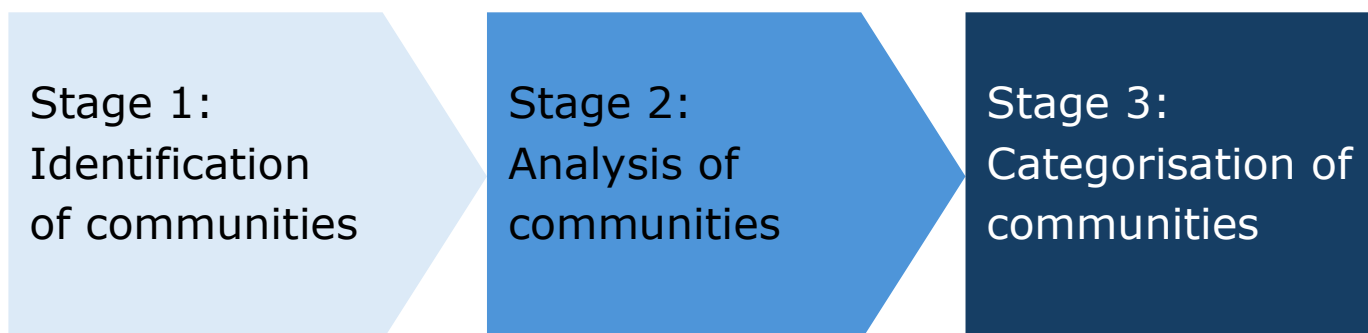 Stage 1:
Identification
of communities
Stage 2:
Analysis of
communities
Stage 3:
Categorisation of
communities